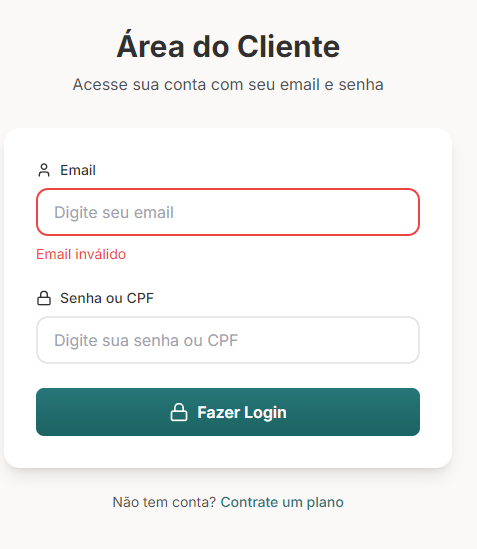 Área do Cliente
Acesse sua conta com seu email e senha
Email
Digite seu email
Email inválido
Senha ou CPF
Digite sua senha ou CPF
Fazer Login
Não tem conta? Contrate um plano